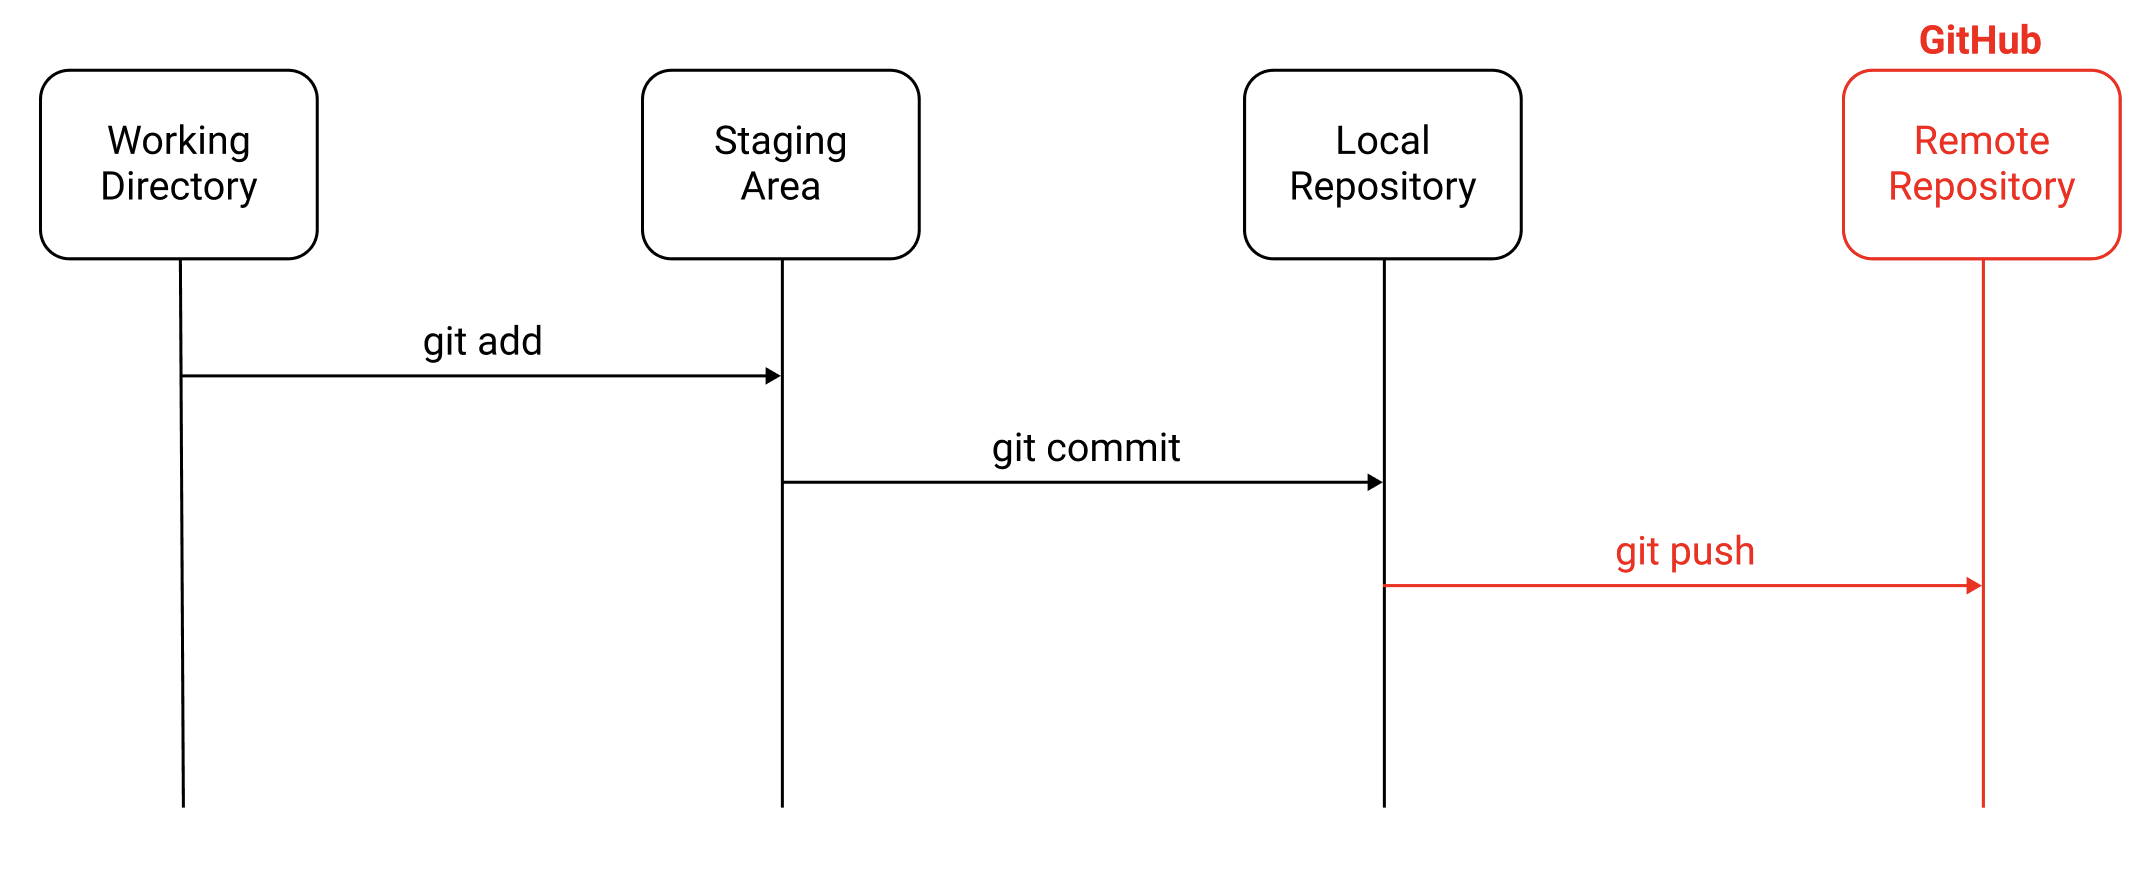 GitHub
Working
Directory
Staging
Area
Local
Repository
Remote
Repository
git add
git commit
git push